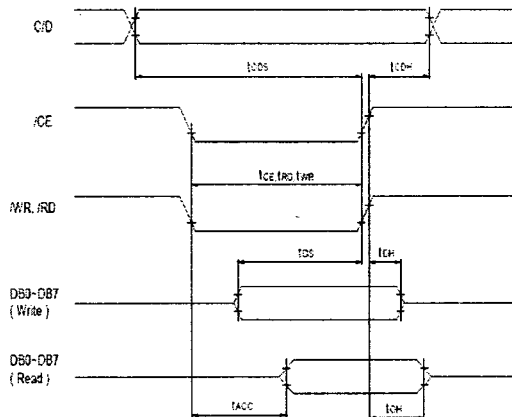 C/D
tCDS
tCDH
/CE
tCE,tRD,tWR
/WR, /RD
tDS
tDH
DB0~DB7
( Write )
DB0~DB7
( Read )
tACC
tOH